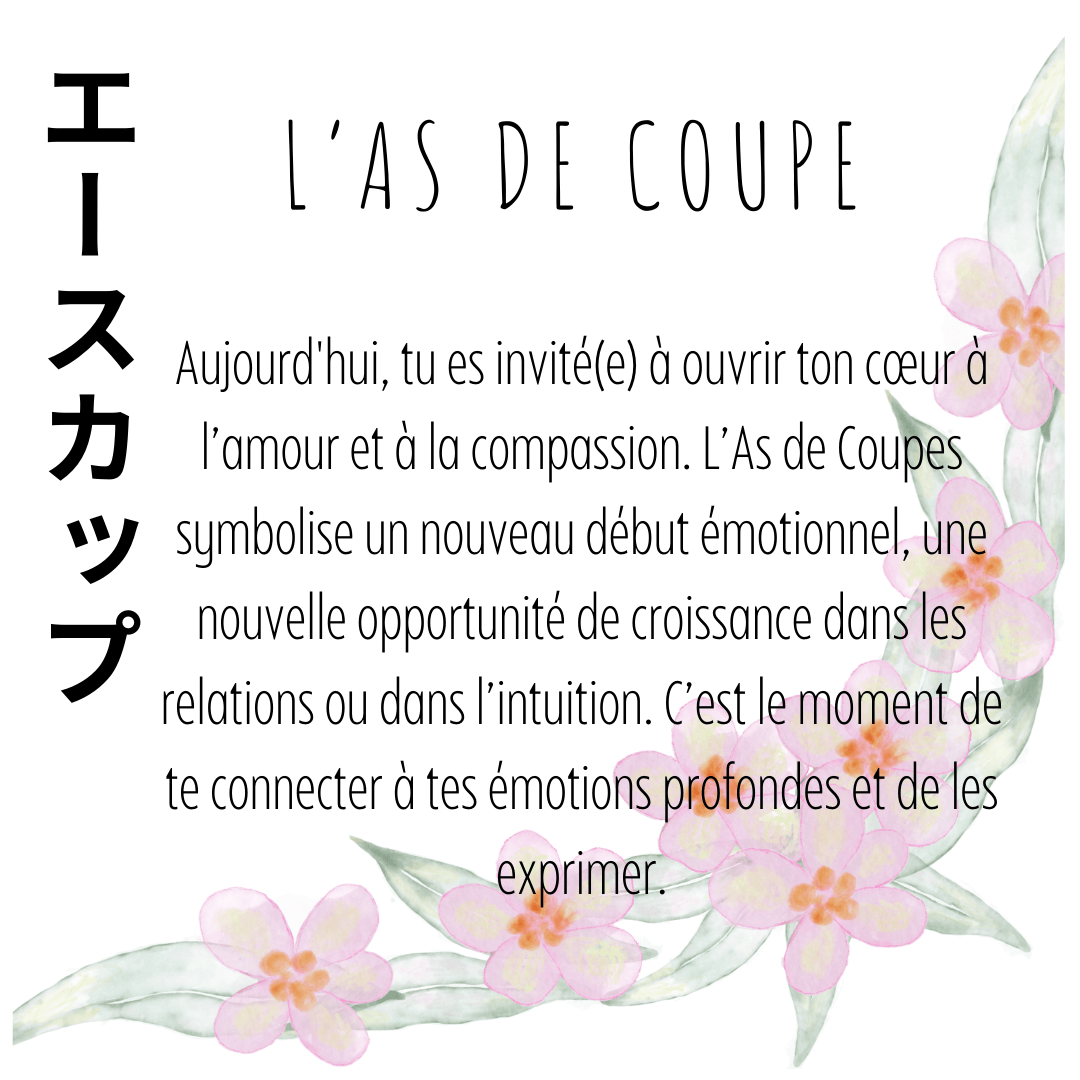 エースカップ
L’AS DE COUPE
Aujourd'hui, tu es invité(e) à ouvrir ton cœur à
l’amour et à la compassion. L’As de Coupes
symbolise un nouveau début émotionnel, une
nouvelle opportunité de croissance dans les
relations ou dans l’intuition. C’est le moment de
te connecter à tes émotions profondes et de les
exprimer.